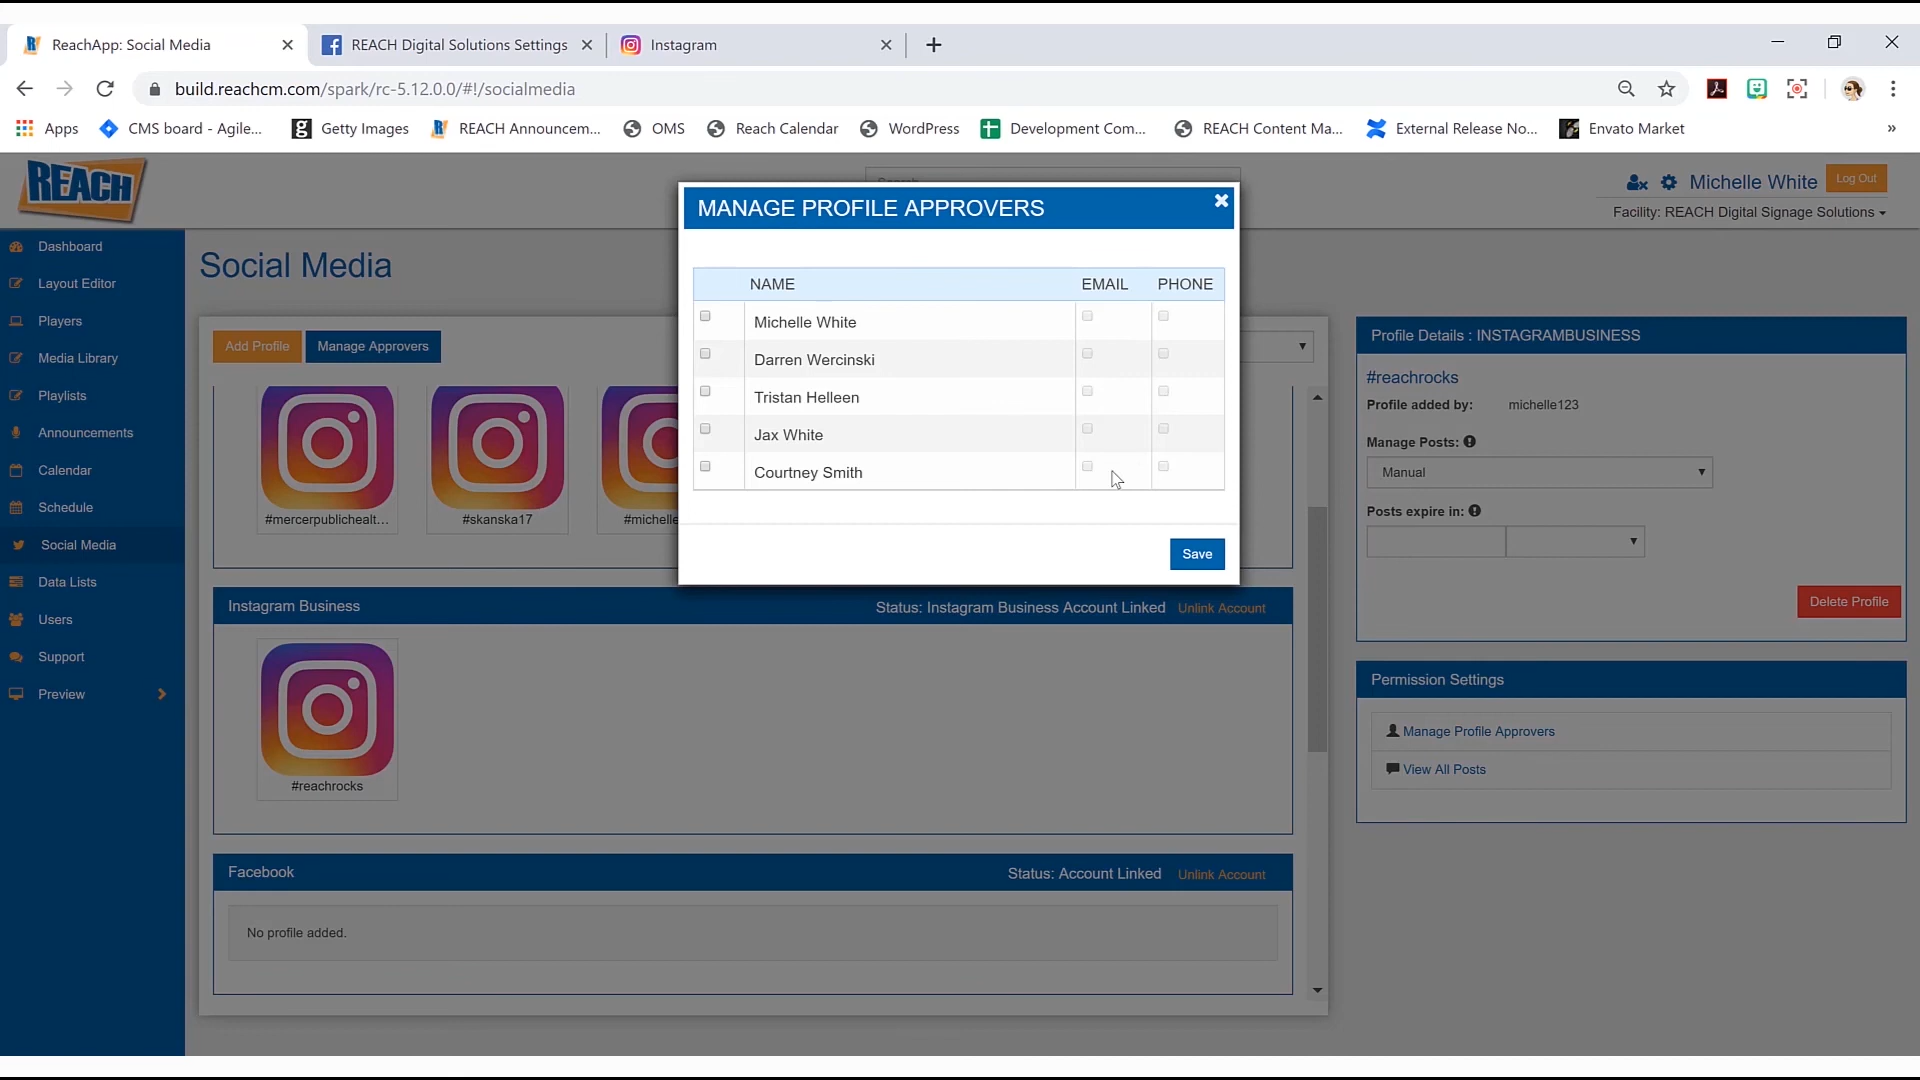 ReachApp: Social Media
REACH Digital Solutions Settings
Instagram
build.reachcm.com/spark/rc-5.12.0.0/#!/socialmedia
Apps
CMS board - Agile...
Getty Images
REACH Announcem...
OMS
Reach Calendar
WordPress
Development Com...
REACH Content Ma...
External Release No...
Envato Market
»
REACH
Search
Michelle White
Log Out
Facility: REACH Digital Signage Solutions
Dashboard
Layout Editor
Players
Media Library
Playlists
Announcements
Calendar
Schedule
Social Media
Data Lists
Users
Support
Preview
Social Media
Add Profile
Manage Approvers
#mercerpublichealt...
#skanska17
#michelle
Instagram Business
Status: Instagram Business Account Linked
Unlink Account
#reachrocks
Facebook
Status: Account Linked
Unlink Account
No profile added.
MANAGE PROFILE APPROVERS
NAME EMAIL PHONE
Michelle White
Darren Wercinski
Tristan Helleen
Jax White
Courtney Smith
Save
Profile Details : INSTAGRAMBUSINESS
#reachrocks
Profile added by: michelle123
Manage Posts:
Manual
Posts expire in:
Delete Profile
Permission Settings
Manage Profile Approvers
View All Posts